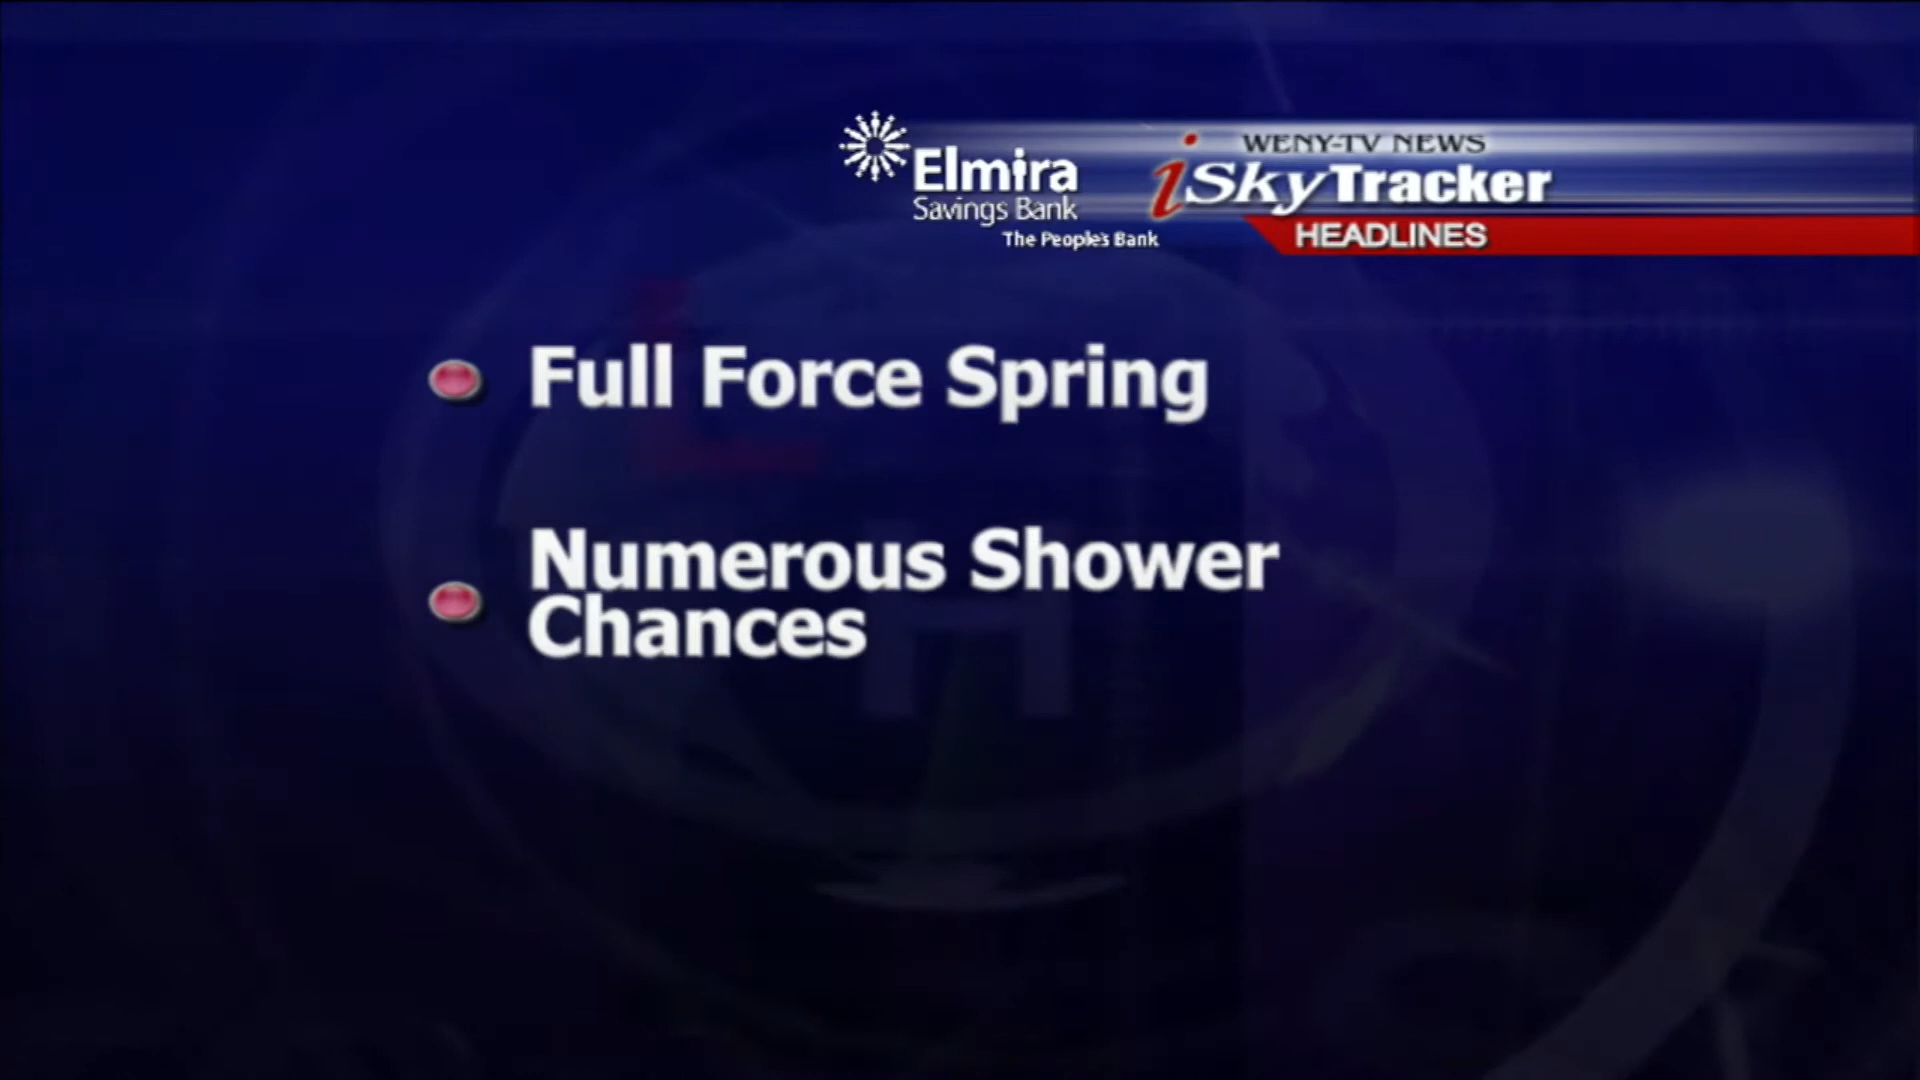 Elmira
Savings Bank
The People's Bank
WENY-TV NEWS
iSkyTracker
HEADLINES
Full Force Spring
Numerous Shower
Chances
L
H